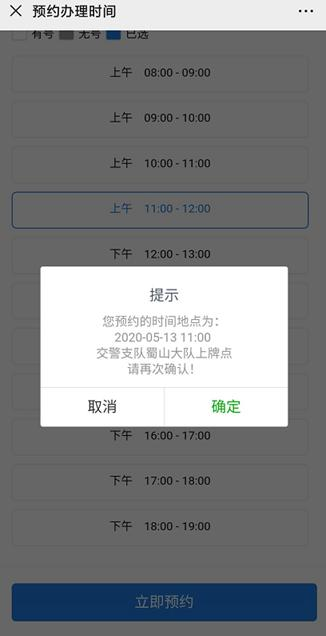 预约办理时间
有号 无号 已选
上午 08:00 - 09:00
上午 09:00 - 10:00
上午 10:00 - 11:00
上午 11:00 - 12:00
下午 12:00 - 13:00
提示
您预约的时间地点为：
2020-05-13 11:00
交警支队蜀山大队上牌点
请再次确认！
取消 确定
下午 16:00 - 17:00
下午 17:00 - 18:00
下午 18:00 - 19:00
立即预约